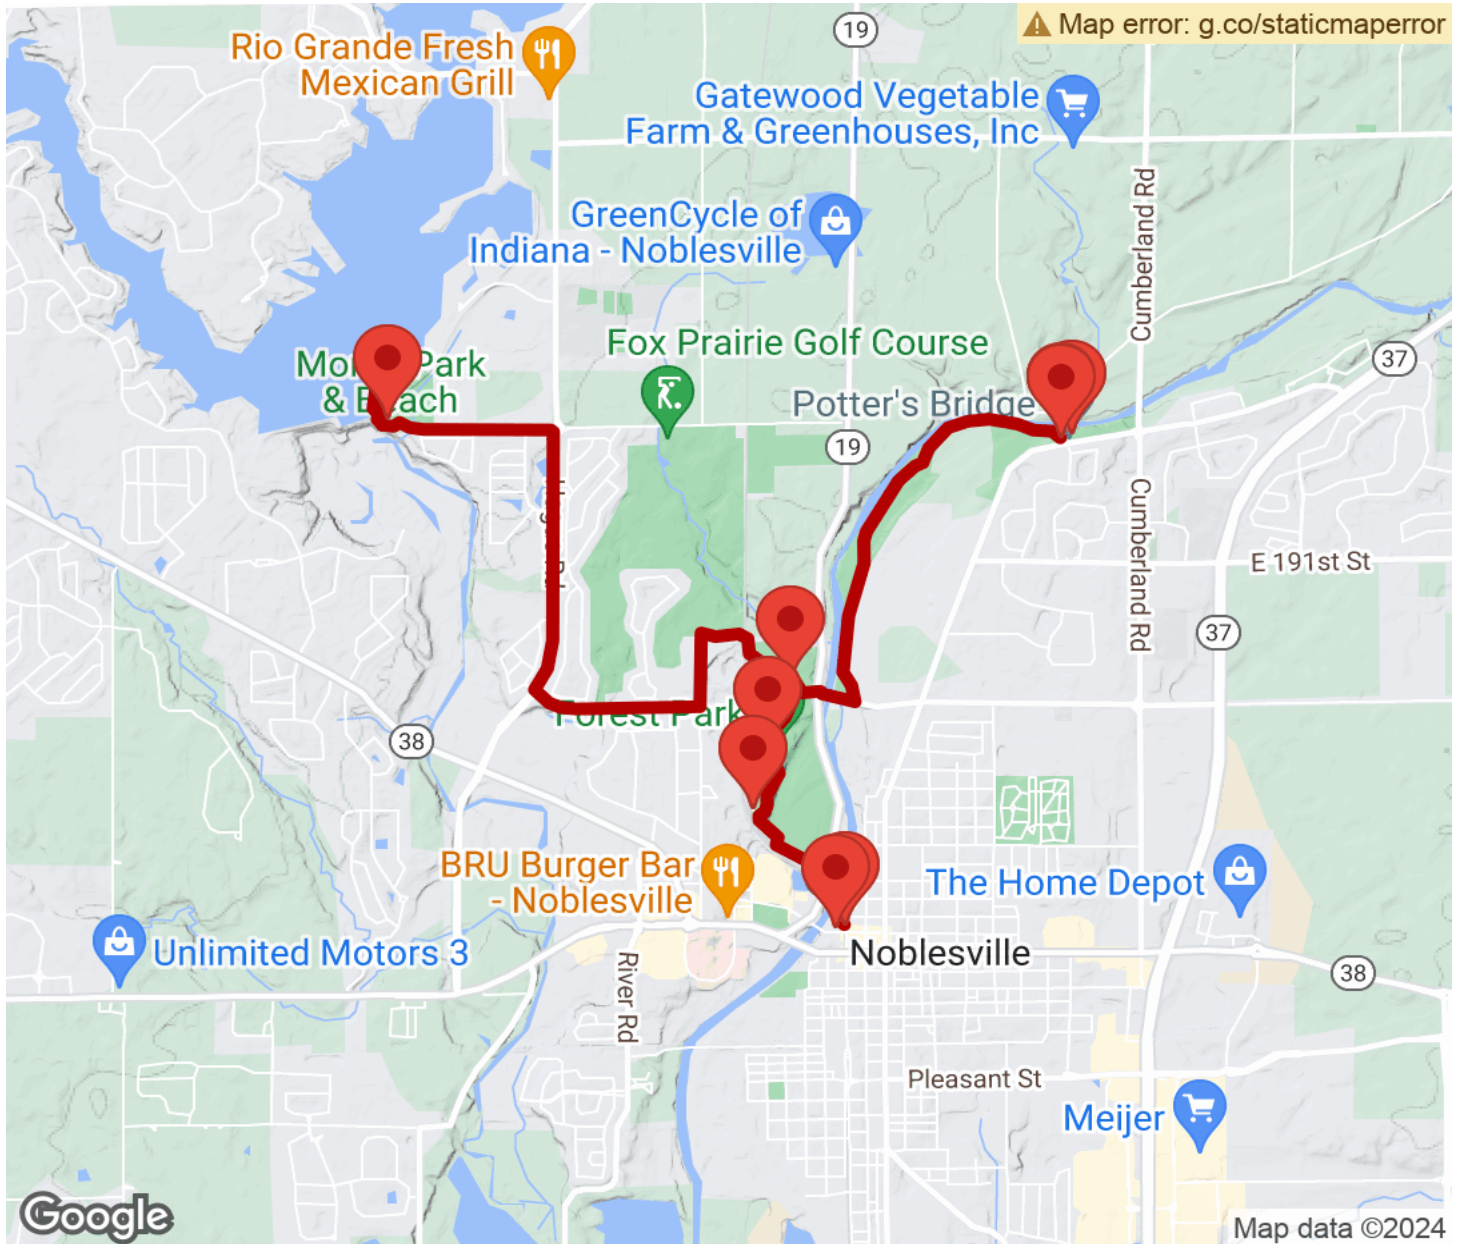 19
Map error: g.co/staticmaperror
Rio Grande Fresh
Mexican Grill
Gatewood Vegetable
Farm & Greenhouses, Inc
Cumberland Rd
GreenCycle of
Indiana - Noblesville
Fox Prairie Golf Course
37
Park
& Beach
Potter's Bridge
19
Cumberland Rd
E 191st St
37
Forest Park
38
BRU Burger Bar
- Noblesville
The Home Depot
Unlimited Motors 3
Noblesville
38
River Rd
Pleasant St
Meijer
Google
Map data ©2024